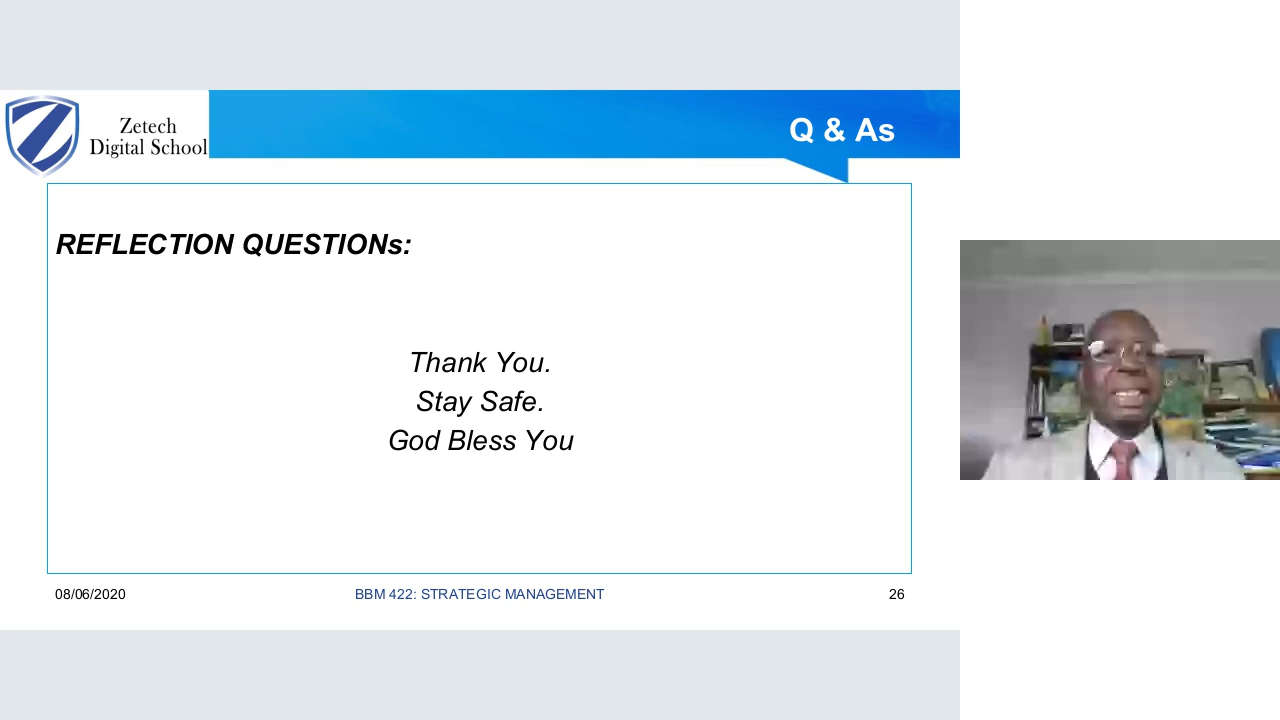 Zetech
Digital School
Q & As
REFLECTION QUESTIONs:
Thank You.
Stay Safe.
God Bless You
08/06/2020
BBM 422: STRATEGIC MANAGEMENT
26